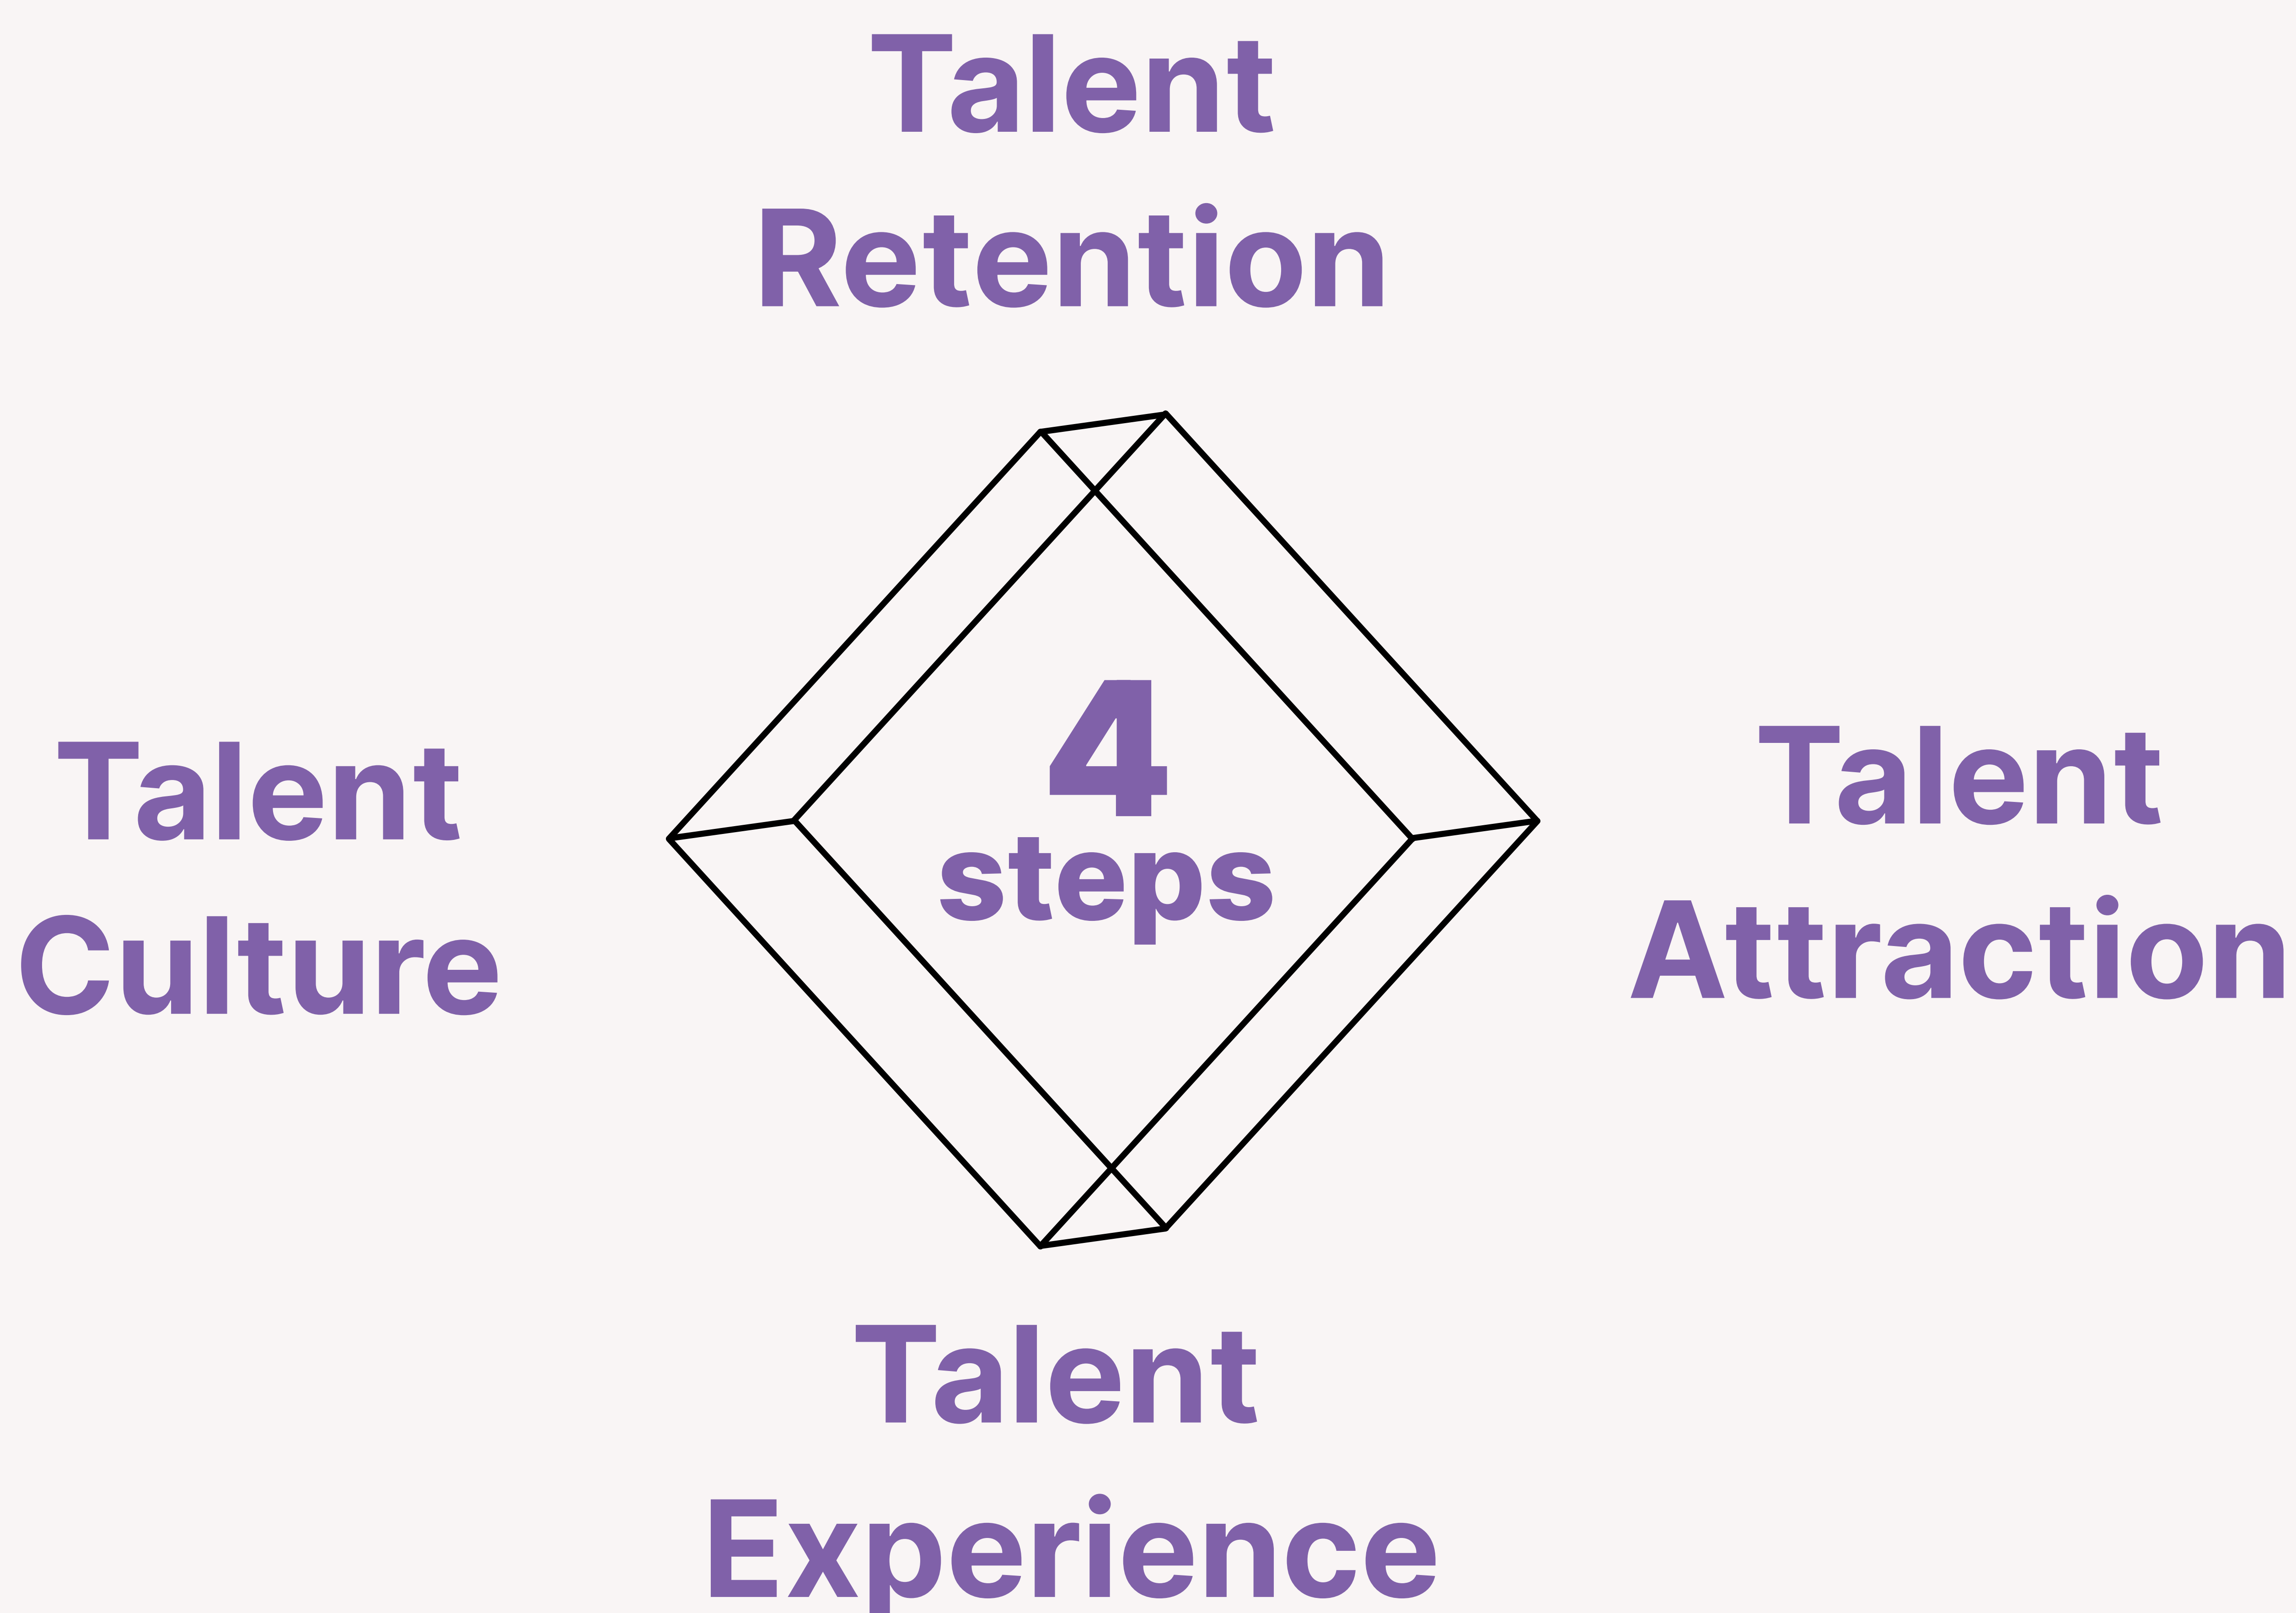 Talent
Retention
4
steps
Talent
Culture
Talent
Attraction
Talent
Experience